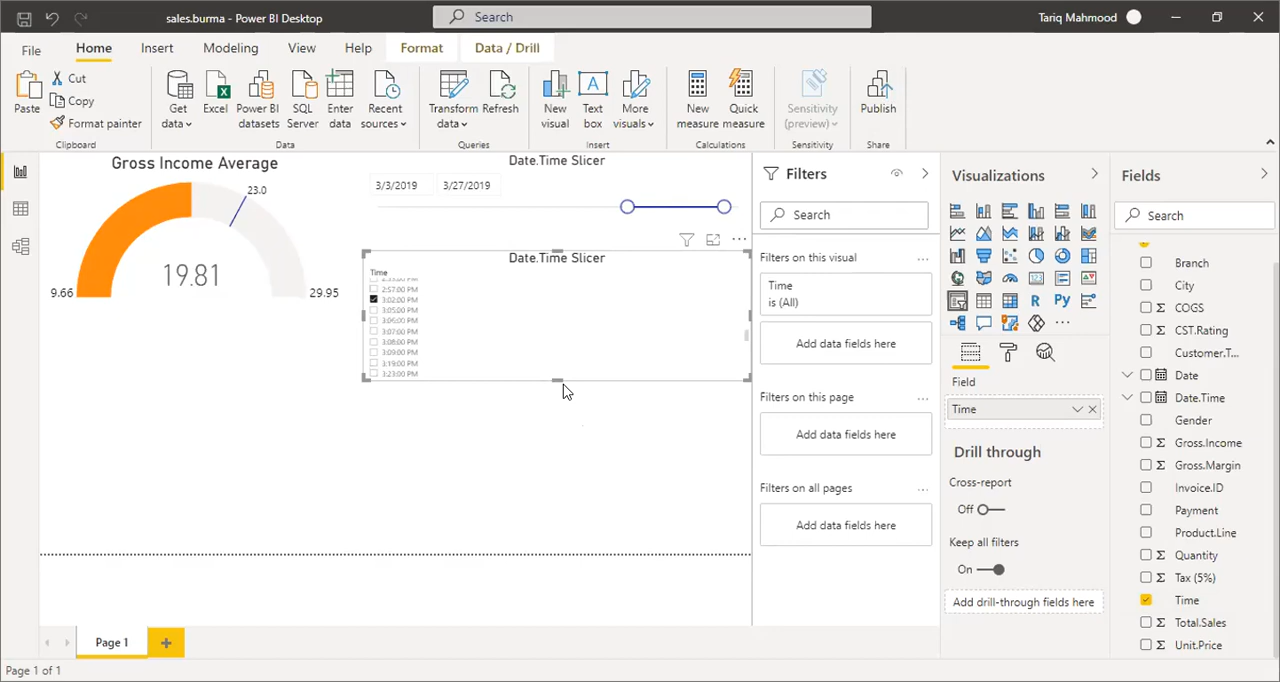 sales.burma - Power BI Desktop
Search
Tariq Mahmood
File
Home
Insert
Modeling
View
Help
Format
Data / Drill
Paste
Cut
Copy
Format painter
Clipboard
Get data
Excel
Power BI datasets
SQL Server
Enter data
Recent sources
Data
Transform data
Refresh
Queries
New visual
Text box
More visuals
Insert
New measure
Quick measure
Calculations
Sensitivity (preview)
Sensitivity
Publish
Share
Gross Income Average
23.0
19.81
9.66
29.95
Date.Time Slicer
3/3/2019
3/27/2019
Date.Time Slicer
Time
2:57:00 PM
3:02:00 PM
3:05:00 PM
3:06:00 PM
3:07:00 PM
3:08:00 PM
3:09:00 PM
3:19:00 PM
3:23:00 PM
Filters
Search
Filters on this visual
...
Time
is (All)
Add data fields here
Filters on this page
...
Add data fields here
Filters on all pages
...
Add data fields here
Visualizations
R
Py
...
Field
Time
Drill through
Cross-report
Off
Keep all filters
On
Add drill-through fields here
Fields
Search
Branch
City
Σ COGS
Σ CST.Rating
Customer.T...
Date
Date.Time
Gender
Σ Gross.Income
Σ Gross.Margin
Invoice.ID
Payment
Product.Line
Σ Quantity
Σ Tax (5%)
Time
Σ Total.Sales
Σ Unit.Price
Page 1
Page 1 of 1